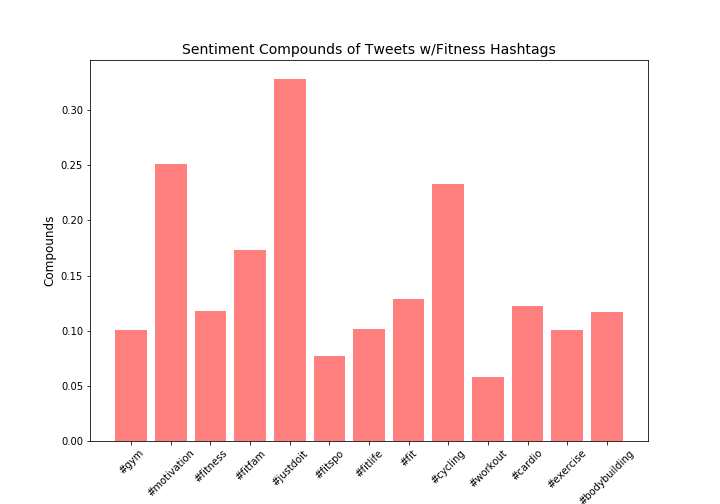 Sentiment Compounds of Tweets w/Fitness Hashtags
Compounds
0.30
0.25
0.20
0.15
0.10
0.05
0.00
#gym
#motivation
#fitness
#fitfam
#justdoit
#fitspo
#fitlife
#fit
#cycling
#workout
#cardio
#exercise
#bodybuilding